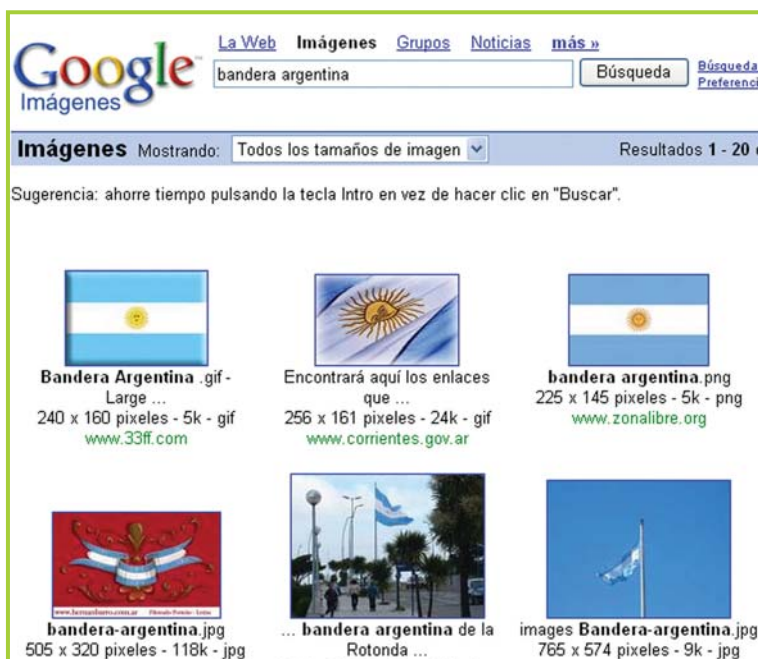 La Web Imágenes Grupos Noticias más »
Google
Imágenes
bandera argentina Búsqueda
Búsqueda
Preferenci
Imágenes Mostrando: Todos los tamaños de imagen Resultados 1 - 20
Sugerencia: ahorre tiempo pulsando la tecla Intro en vez de hacer clic en "Buscar".
Bandera Argentina .gif -
Large ...
240 x 160 pixeles - 5k - gif
www.33ff.com
Encontrará aquí los enlaces
que ...
256 x 161 pixeles - 24k - gif
www.corrientes.gov.ar
bandera argentina.png
225 x 145 pixeles - 5k - png
www.zonalibre.org
bandera-argentina.jpg
505 x 320 pixeles - 118k - jpg
... bandera argentina de la
Rotonda ...
images Bandera-argentina.jpg
765 x 574 pixeles - 9k - jpg